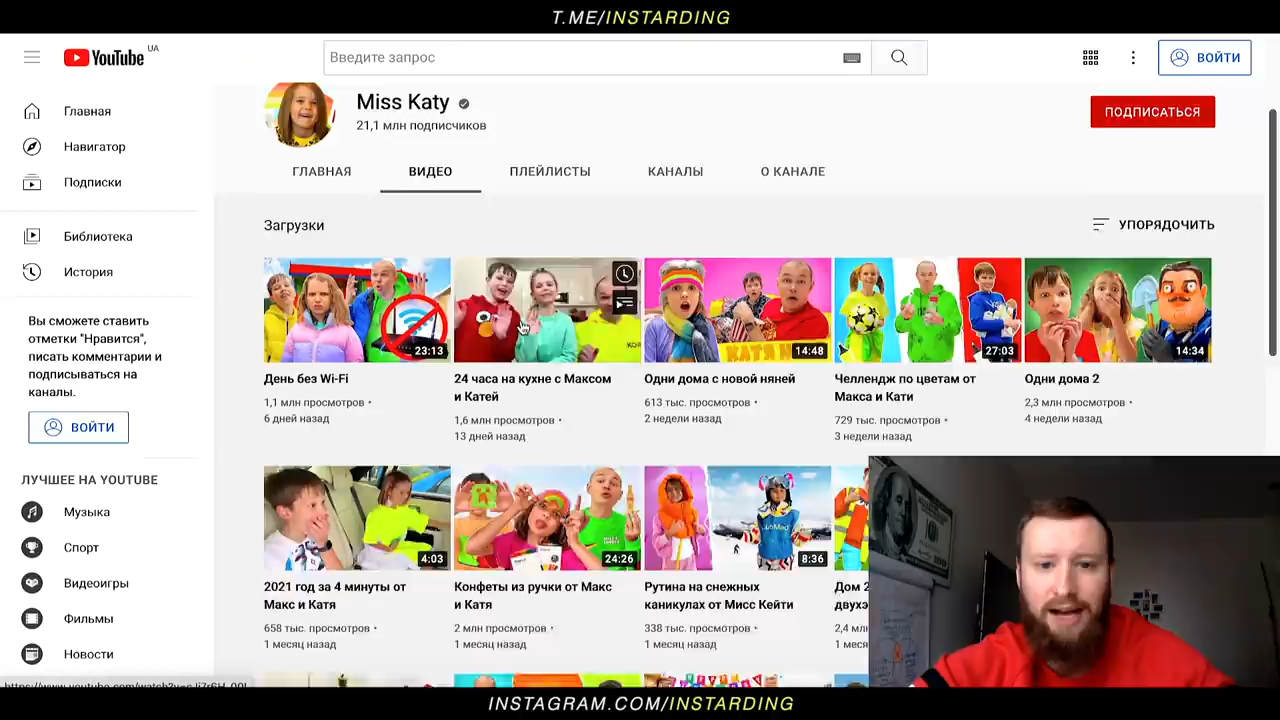 T.ME/INSTARDING
YouTube
UA
Введите запрос
ВОЙТИ
Главная
Навигатор
Подписки
Библиотека
История
Вы сможете ставить
отметки "Нравится",
писать комментарии и
подписываться на
каналы.
ВОЙТИ
ЛУЧШЕЕ НА YOUTUBE
Музыка
Спорт
Видеоигры
Фильмы
Новости
Miss Katy
21,1 млн подписчиков
ПОДПИСАТЬСЯ
ГЛАВНАЯ
ВИДЕО
ПЛЕЙЛИСТЫ
КАНАЛЫ
О КАНАЛЕ
Загрузки
УПОРЯДОЧИТЬ
23:13
День без Wi-Fi
1,1 млн просмотров •
6 дней назад
24 часа на кухне с Максом
и Катей
1,6 млн просмотров •
13 дней назад
14:48
Одни дома с новой няней
613 тыс. просмотров •
2 недели назад
27:03
Челлендж по цветам от
Макса и Кати
729 тыс. просмотров •
3 недели назад
14:34
Одни дома 2
2,3 млн просмотров •
4 недели назад
4:03
2021 год за 4 минуты от
Макс и Катя
658 тыс. просмотров •
1 месяц назад
24:26
Конфеты из ручки от Макс
и Катя
2 млн просмотров •
1 месяц назад
8:36
Рутина на снежных
каникулах от Мисс Кейти
338 тыс. просмотров •
1 месяц назад
Дом 2
двухэ
2,4 мл
1 меся
INSTAGRAM.COM/INSTARDING